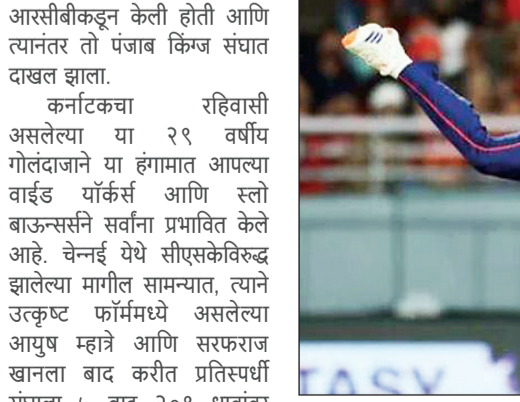 आरसीबीकडून केली होती आणि
त्यानंतर तो पंजाब किंग्ज संघात
दाखल झाला.
कर्नाटकचा रहिवासी
असलेल्या या २९ वर्षीय
गोलंदाजाने या हंगामात आपल्या
वाईड यॉर्कर्स आणि स्लो
बाऊन्सर्सने सर्वांना प्रभावित केले
आहे. चेन्नई येथे सीएसकेविरुद्ध
झालेल्या मागील सामन्यात, त्याने
उत्कृष्ट फॉर्ममध्ये असलेल्या
आयुष म्हात्रे आणि सरफराज
खानला बाद करीत प्रतिस्पर्धी
TASY